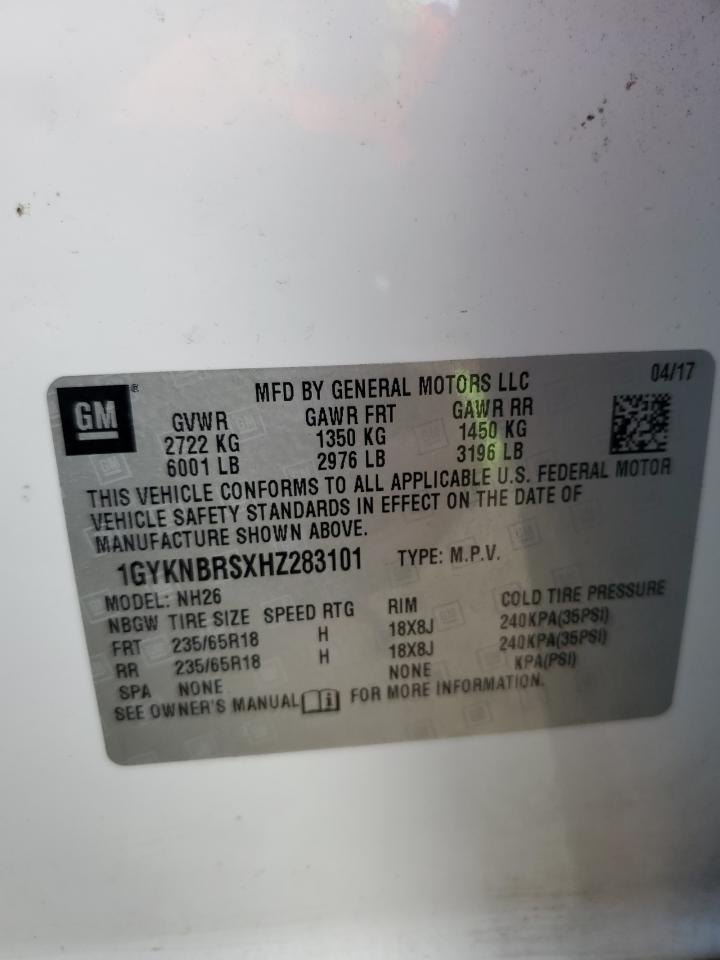 GM ®
MFD BY GENERAL MOTORS LLC 04/17
GVWR GAWR FRT GAWR RR
2722 KG 1350 KG 1450 KG
6001 LB 2976 LB 3196 LB
THIS VEHICLE CONFORMS TO ALL APPLICABLE U.S. FEDERAL MOTOR
VEHICLE SAFETY STANDARDS IN EFFECT ON THE DATE OF
MANUFACTURE SHOWN ABOVE.
1GYKNBRSXHZ283101 TYPE: M.P.V.
MODEL: NH26
NBGW TIRE SIZE SPEED RTG RIM COLD TIRE PRESSURE
FRT 235/65R18 H 18X8J 240KPA(35PSI)
RR 235/65R18 H 18X8J 240KPA(35PSI)
SPA NONE NONE KPA(PSI)
SEE OWNER'S MANUAL FOR MORE INFORMATION.